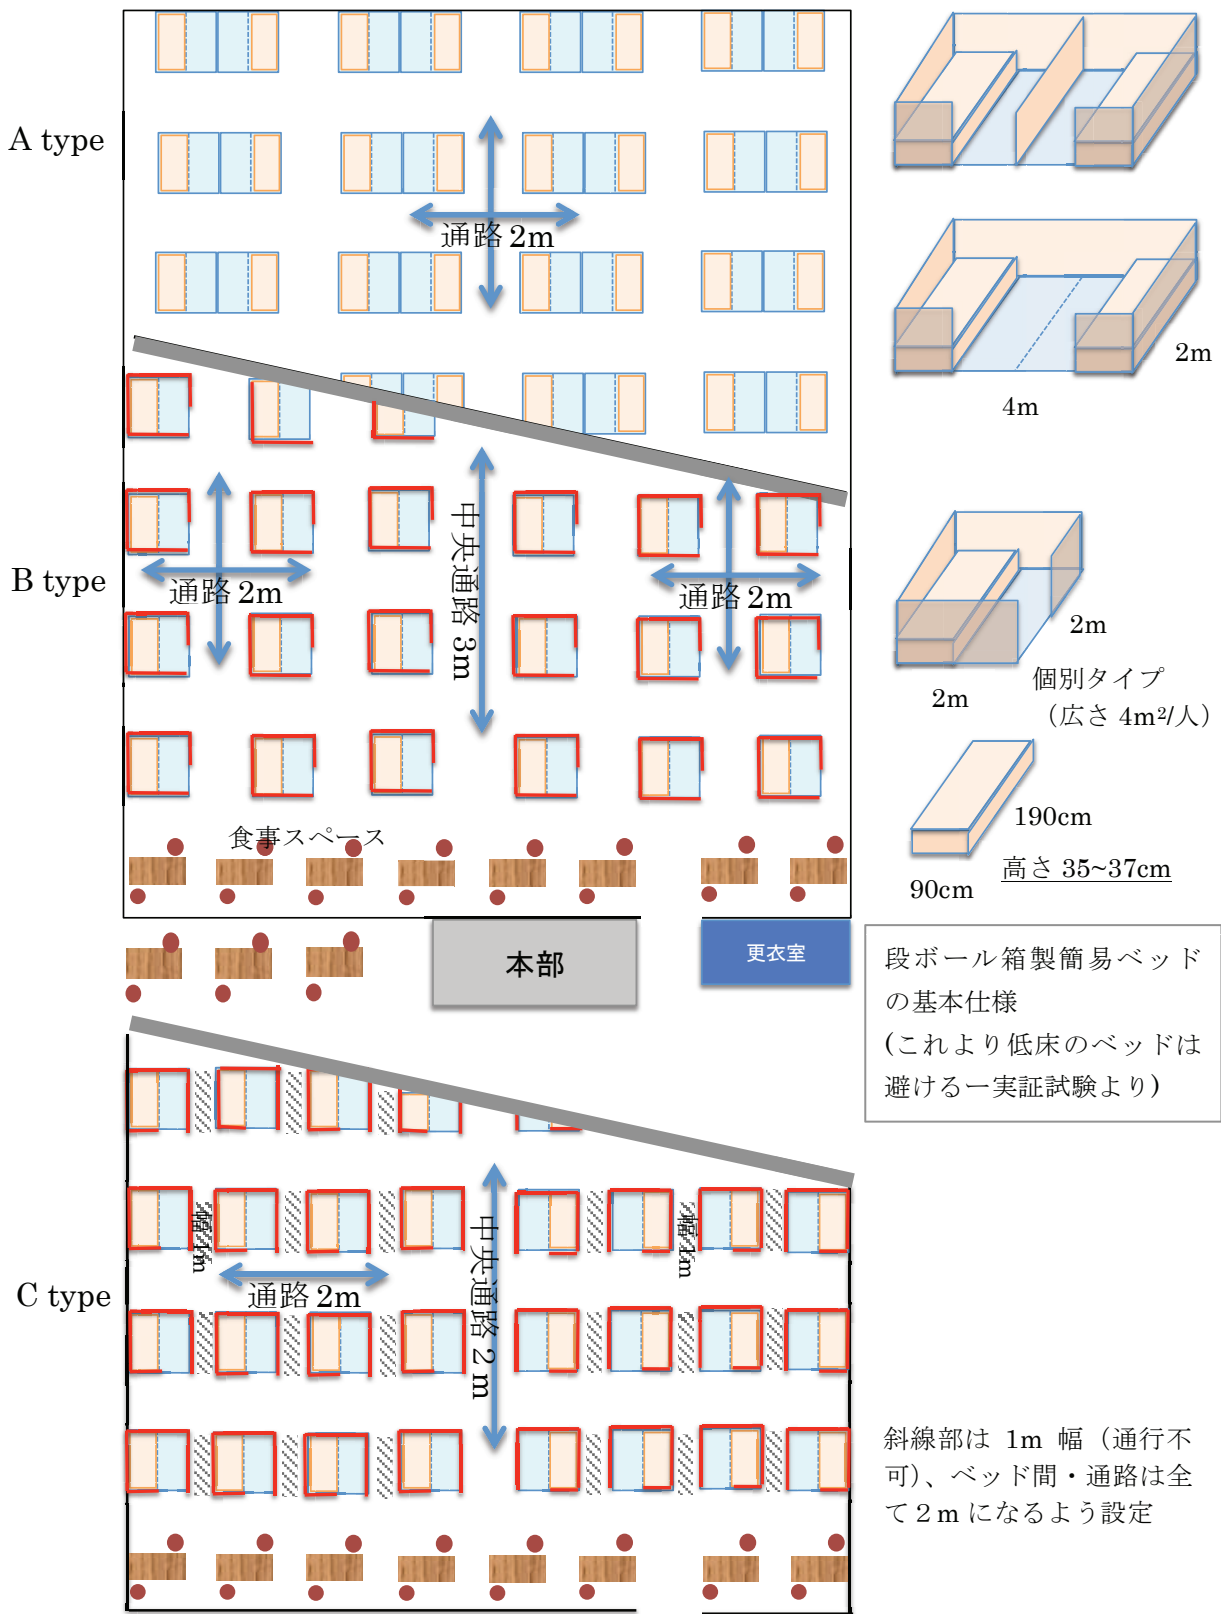 A type
通路 2m
2m
4m
B type
通路 2m
中央通路 3m
通路 2m
2m
2m
個別タイプ
（広さ 4m²/人）
190cm
90cm
高さ 35~37cm
食事スペース
本部
更衣室
段ボール箱製簡易ベッド
の基本仕様
(これより低床のベッドは
避けるー実証試験より)
幅 1m
幅 1m
C type
通路 2m
中央通路 2 m
斜線部は 1m 幅（通行不
可）、ベッド間・通路は全
て２m になるよう設定